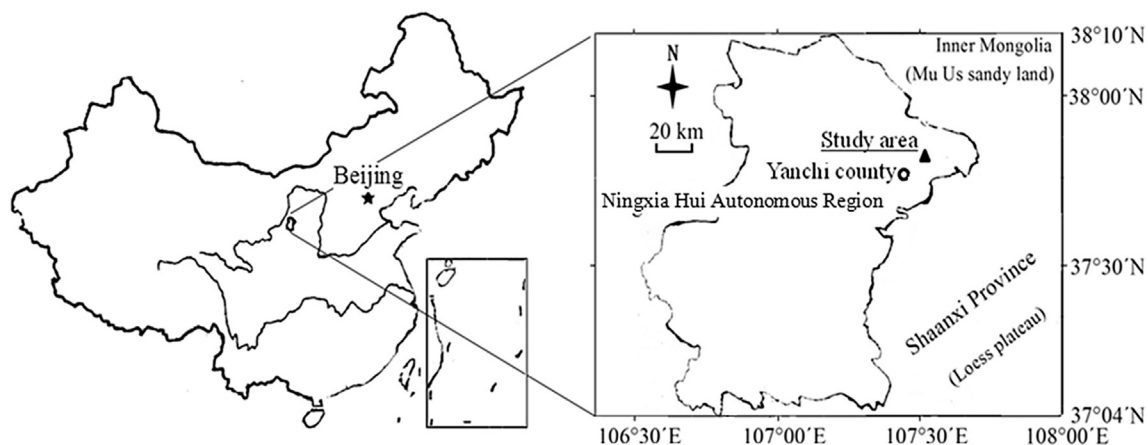 Beijing
N
20 km
Inner Mongolia
(Mu Us sandy land)
Study area
Yanchi county
Ningxia Hui Autonomous Region
Shaanxi Province
(Loess plateau)
38°10′N
38°00′N
37°30′N
37°04′N
106°30′E
107°00′E
107°30′E
108°00′E